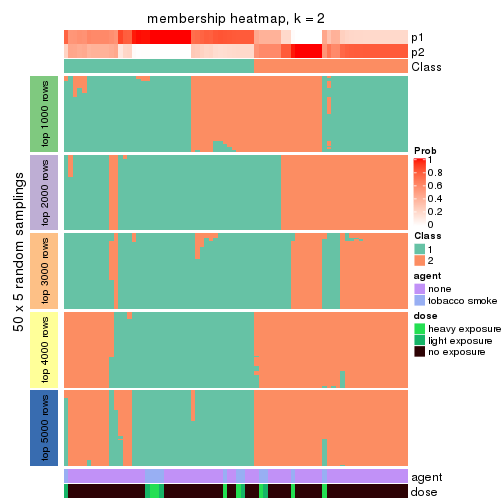 membership heatmap, k = 2
p1
p2
Class
50 x 5 random samplings
top 1000 rows
top 2000 rows
top 3000 rows
top 4000 rows
top 5000 rows
Prob
1
0.8
0.6
0.4
0.2
0
Class
1
2
agent
none
tobacco smoke
dose
heavy exposure
light exposure
no exposure
agent
dose